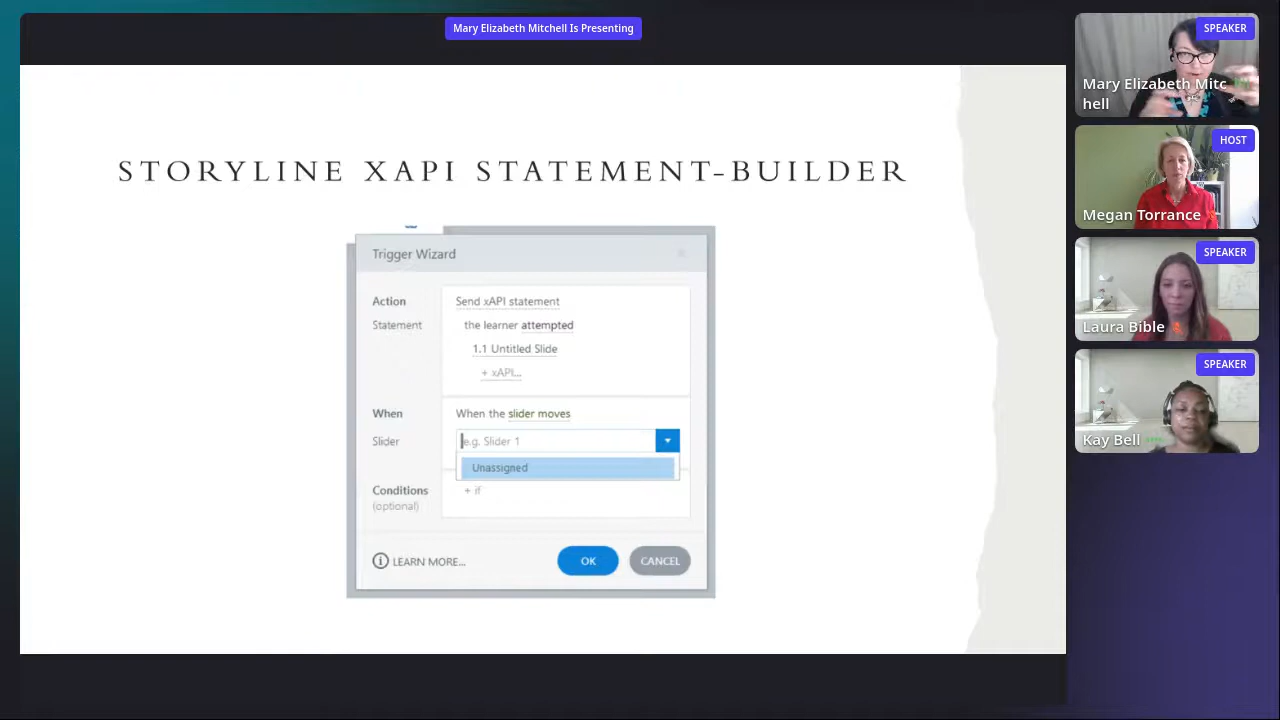 Mary Elizabeth Mitchell Is Presenting
STORYLINE XAPI STATEMENT-BUILDER
Trigger Wizard
Action
Send xAPI statement
Statement
the learner attempted
1.1 Untitled Slide
+ xAPI...
When
When the slider moves
Slider
e.g. Slider 1
Unassigned
Conditions
+ if
(optional)
LEARN MORE...
OK
CANCEL
SPEAKER
Mary Elizabeth Mitc
hell
HOST
Megan Torrance
SPEAKER
Laura Bible
SPEAKER
Kay Bell